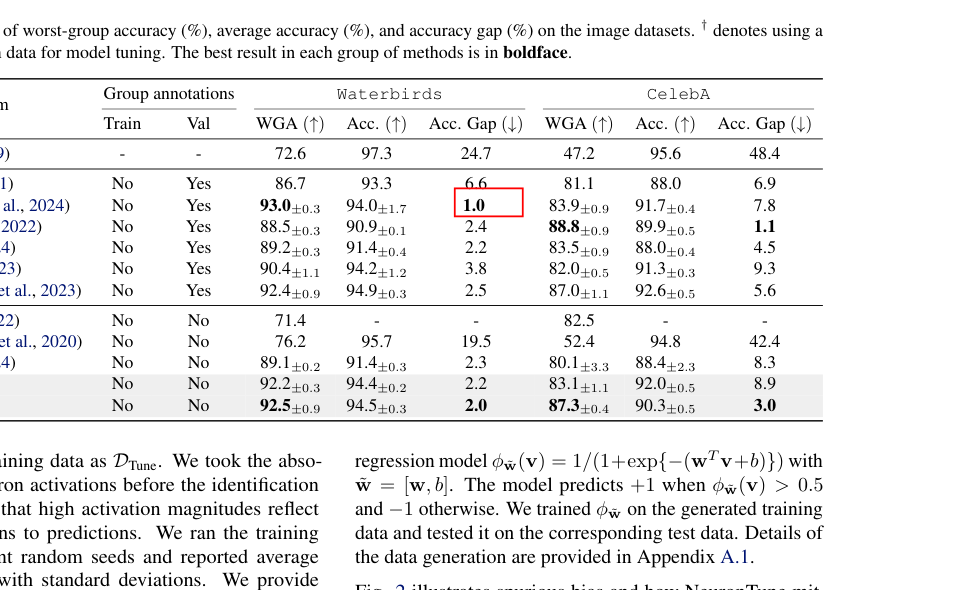 of worst-group accuracy (%), average accuracy (%), and accuracy gap (%) on the image datasets. † denotes using a
data for model tuning. The best result in each group of methods is in boldface.
Group annotations Waterbirds CelebA
Train Val WGA (↑) Acc. (↑) Acc. Gap (↓) WGA (↑) Acc. (↑) Acc. Gap (↓)
9) - - 72.6 97.3 24.7 47.2 95.6 48.4
1) No Yes 86.7 93.3 6.6 81.1 88.0 6.9
al., 2024) No Yes 93.0±0.3 94.0±1.7 1.0 83.9±0.9 91.7±0.4 7.8
2022) No Yes 88.5±0.3 90.9±0.1 2.4 88.8±0.9 89.9±0.5 1.1
4) No Yes 89.2±0.3 91.4±0.4 2.2 83.5±0.9 88.0±0.4 4.5
23) No Yes 90.4±1.1 94.2±1.2 3.8 82.0±0.5 91.3±0.3 9.3
et al., 2023) No Yes 92.4±0.9 94.9±0.3 2.5 87.0±1.1 92.6±0.5 5.6
22) No No 71.4 - - 82.5 - -
et al., 2020) No No 76.2 95.7 19.5 52.4 94.8 42.4
4) No No 89.1±0.2 91.4±0.3 2.3 80.1±3.3 88.4±2.3 8.3
No No 92.2±0.3 94.4±0.2 2.2 83.1±1.1 92.0±0.5 8.9
No No 92.5±0.9 94.5±0.3 2.0 87.3±0.4 90.3±0.5 3.0
aining data as 𝒟Tune. We took the abso-
ron activations before the identification
that high activation magnitudes reflect
ns to predictions. We ran the training
nt random seeds and reported average
with standard deviations. We provide
regression model ϕw̃(v) = 1/(1+exp{−(wᵀv+b)}) with
w̃ = [w, b]. The model predicts +1 when ϕw̃(v) > 0.5
and −1 otherwise. We trained ϕw̃ on the generated training
data and tested it on the corresponding test data. Details of
the data generation are provided in Appendix A.1.
Fig. 2 illustrates spurious bias and how NeuronTune mit-